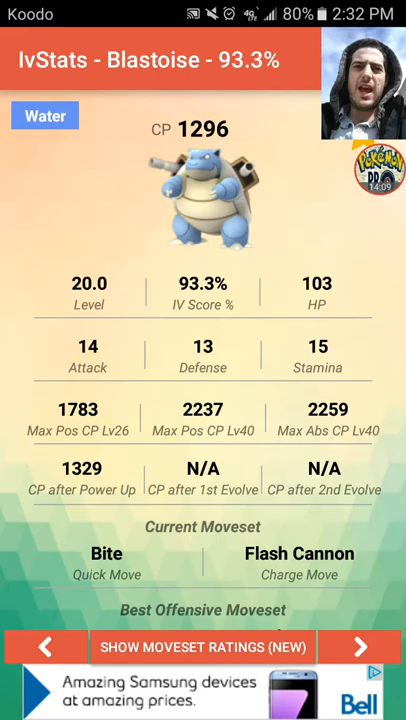 Koodo 4G LTE 80% 2:32 PM
IvStats - Blastoise - 93.3%
Water
CP 1296
POKÉMON
14:09
20.0 93.3% 103
Level IV Score % HP
14 13 15
Attack Defense Stamina
1783 2237 2259
Max Pos CP Lv26 Max Pos CP Lv40 Max Abs CP Lv40
1329 N/A N/A
CP after Power Up CP after 1st Evolve CP after 2nd Evolve
Current Moveset
Bite Flash Cannon
Quick Move Charge Move
Best Offensive Moveset
SHOW MOVESET RATINGS (NEW)
Amazing Samsung devices
at amazing prices.
Bell